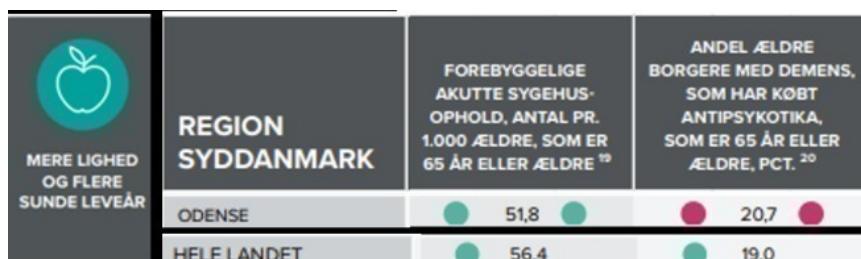 MERE LIGHED
OG FLERE
SUNDE LEVEÅR
REGION
SYDDANMARK
FOREBYGGELIGE
AKUTTE SYGEHUS-
OPHOLD, ANTAL PR.
1.000 ÆLDRE, SOM ER
65 ÅR ELLER ÆLDRE 19
ANDEL ÆLDRE
BORGERE MED DEMENS,
SOM HAR KØBT
ANTIPSYKOTIKA,
SOM ER 65 ÅR ELLER
ÆLDRE, PCT. 20
ODENSE 51,8 20,7
HELE LANDET 56,4 19,0